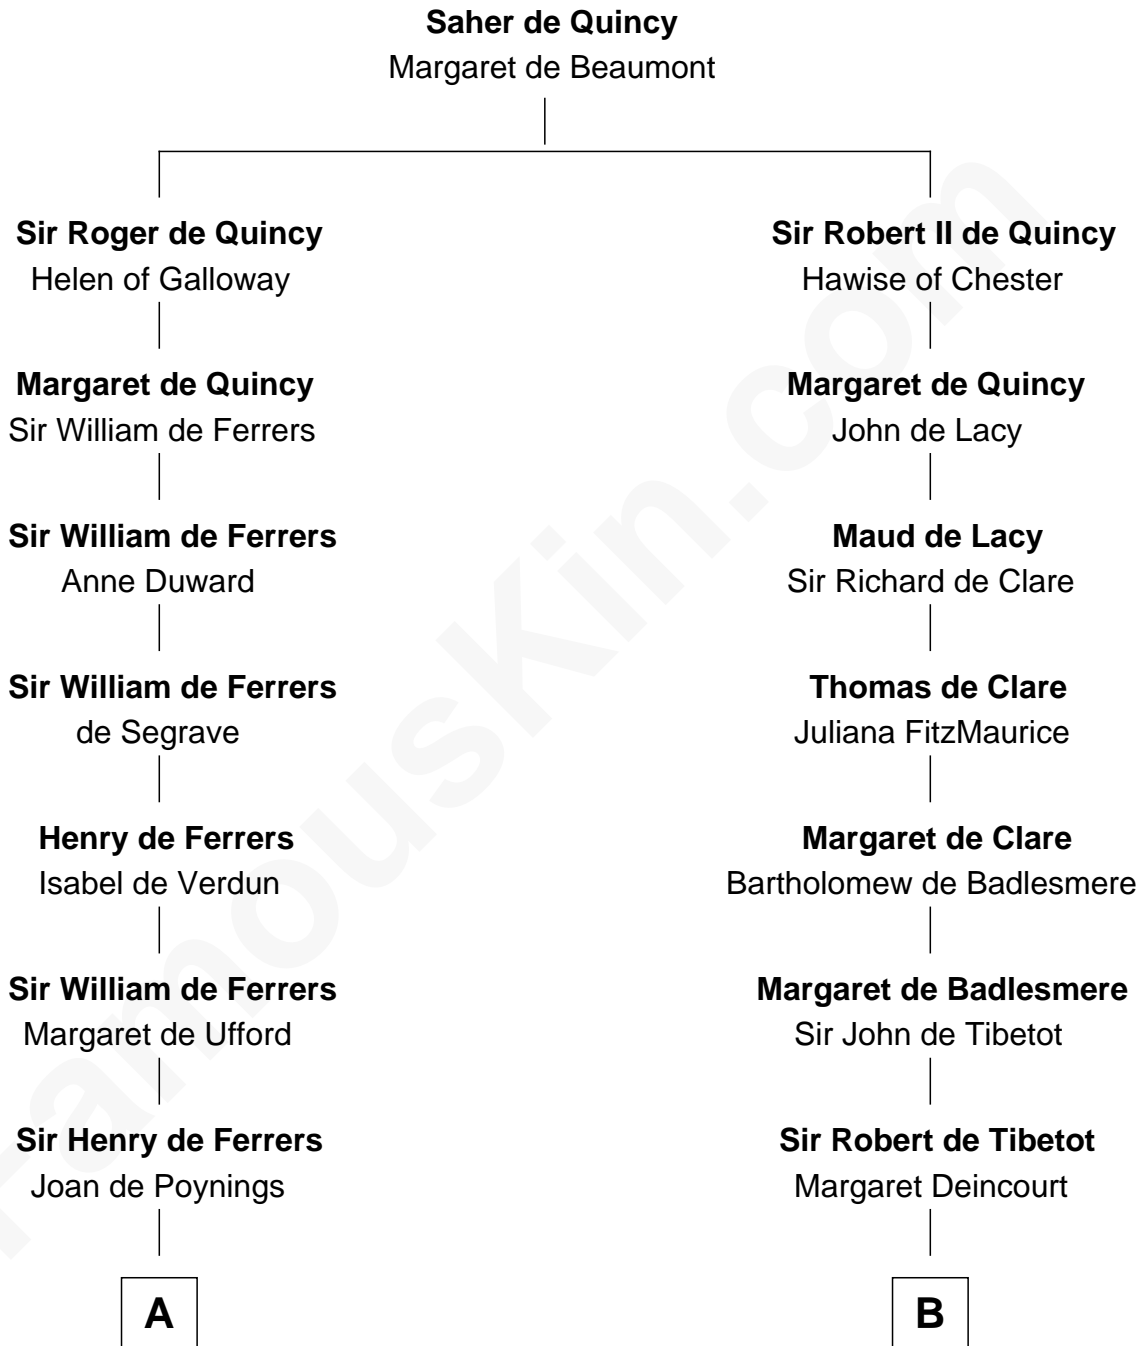 Saher de Quincy
Margaret de Beaumont
Sir Roger de Quincy
Helen of Galloway
Sir Robert II de Quincy
Hawise of Chester
Margaret de Quincy
Sir William de Ferrers
Margaret de Quincy
John de Lacy
Sir William de Ferrers
Anne Duward
Maud de Lacy
Sir Richard de Clare
Sir William de Ferrers
de Segrave
Thomas de Clare
Juliana FitzMaurice
Henry de Ferrers
Isabel de Verdun
Margaret de Clare
Bartholomew de Badlesmere
Sir William de Ferrers
Margaret de Ufford
Margaret de Badlesmere
Sir John de Tibetot
Sir Henry de Ferrers
Joan de Poynings
Sir Robert de Tibetot
Margaret Deincourt
A
B
FamousKin.com